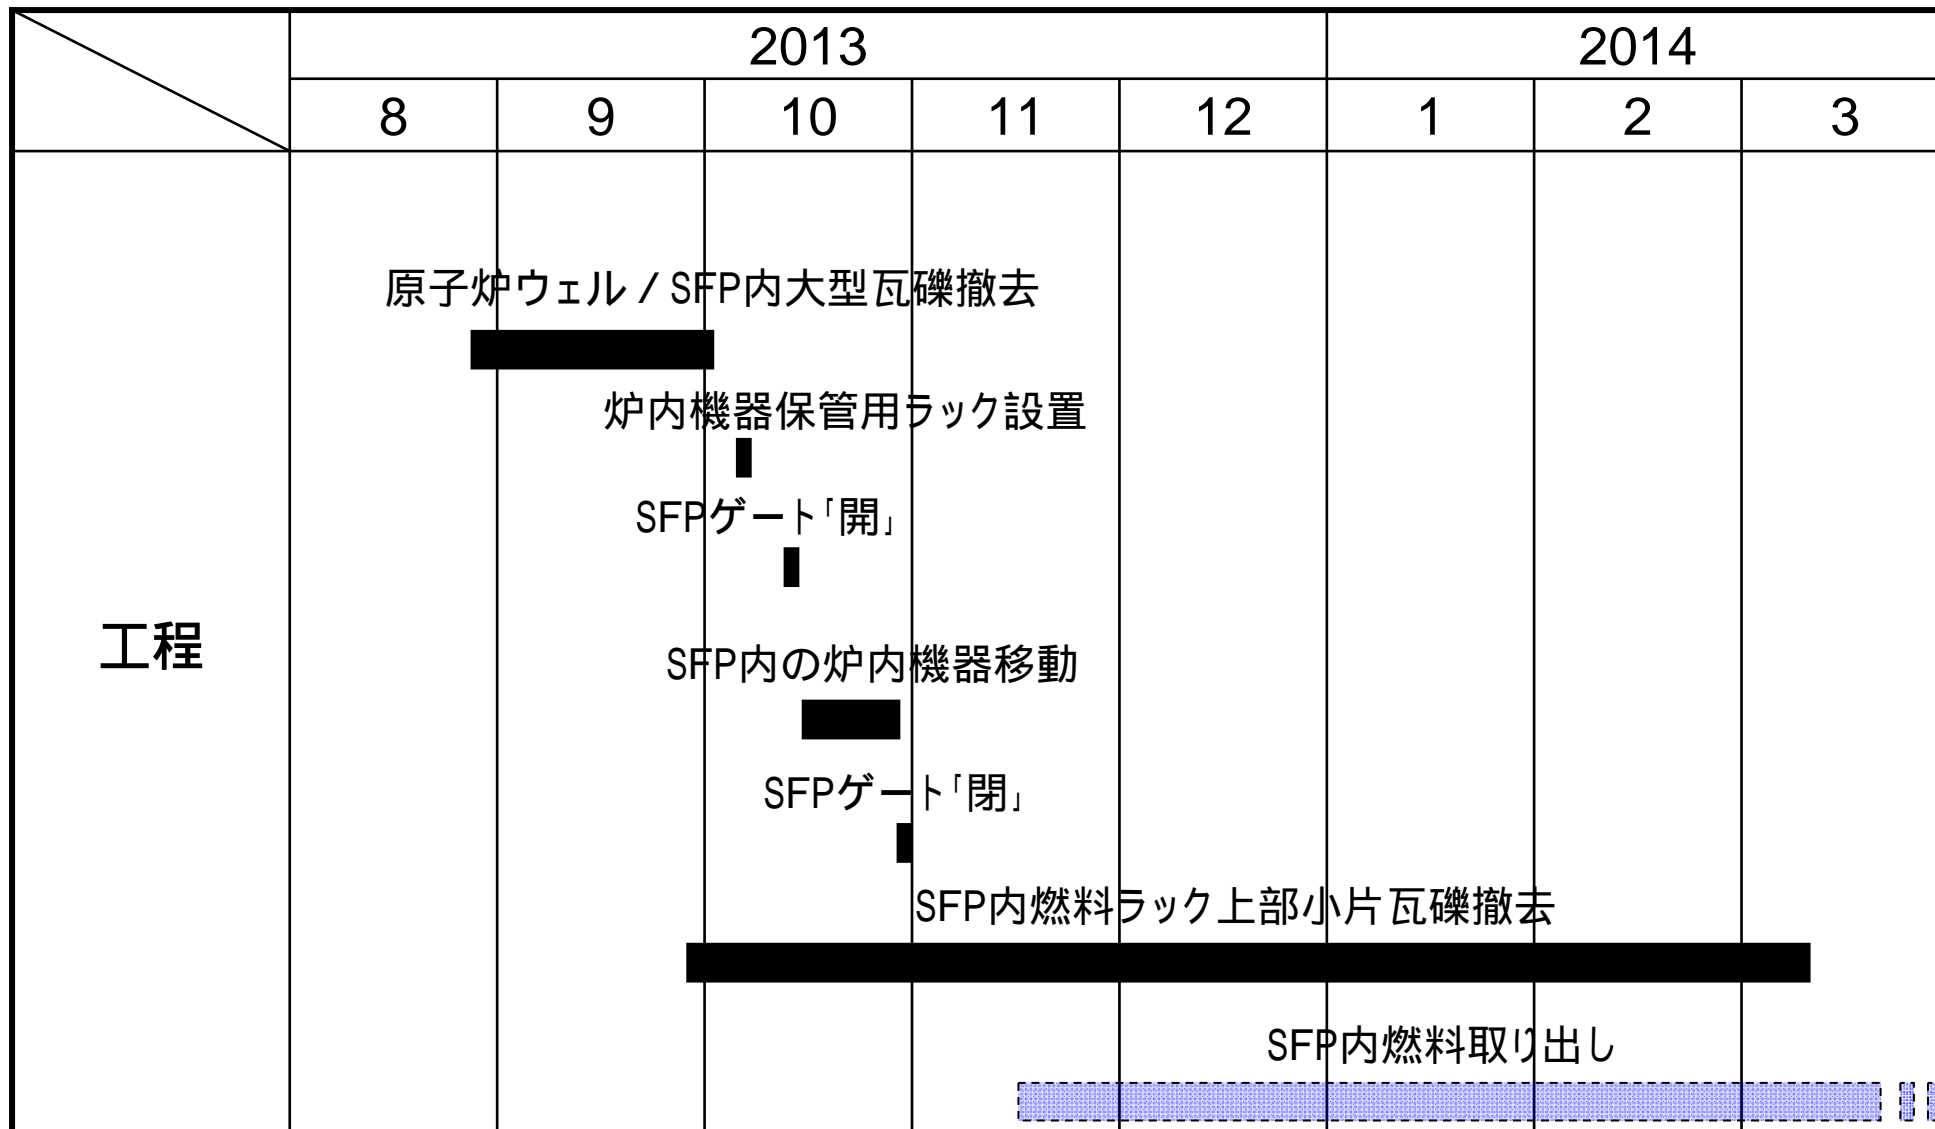 2013 2014
8 9 10 11 12 1 2 3
原子炉ウェル / SFP内大型瓦礫撤去
炉内機器保管用ラック設置
SFPゲート「開」
工程
SFP内の炉内機器移動
SFPゲート「閉」
SFP内燃料ラック上部小片瓦礫撤去
SFP内燃料取り出し